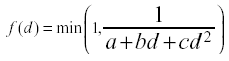 f(d) = min(1, 1/(a+bd+cd²))